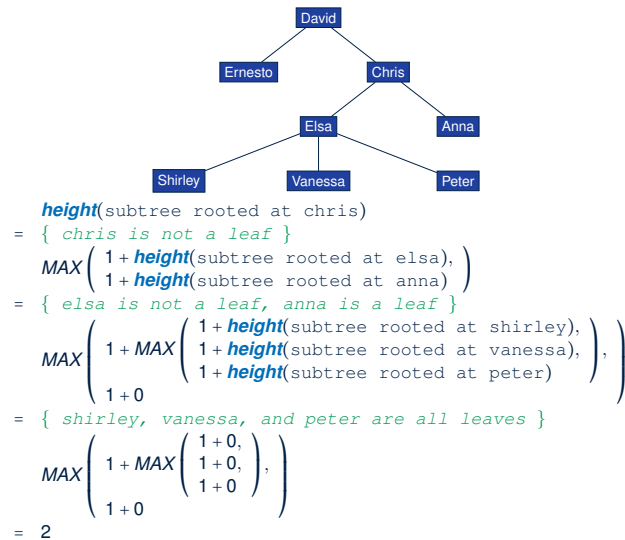 David
Ernesto Chris
Elsa Anna
Shirley Vanessa Peter
height(subtree rooted at chris)
= { chris is not a leaf }
MAX ( 1 + height(subtree rooted at elsa),
1 + height(subtree rooted at anna) )
= { elsa is not a leaf, anna is a leaf }
MAX ( 1 + MAX ( 1 + height(subtree rooted at shirley),
1 + height(subtree rooted at vanessa),
1 + height(subtree rooted at peter) ),
1 + 0 )
= { shirley, vanessa, and peter are all leaves }
MAX ( 1 + MAX ( 1 + 0,
1 + 0,
1 + 0 ),
1 + 0 )
= 2